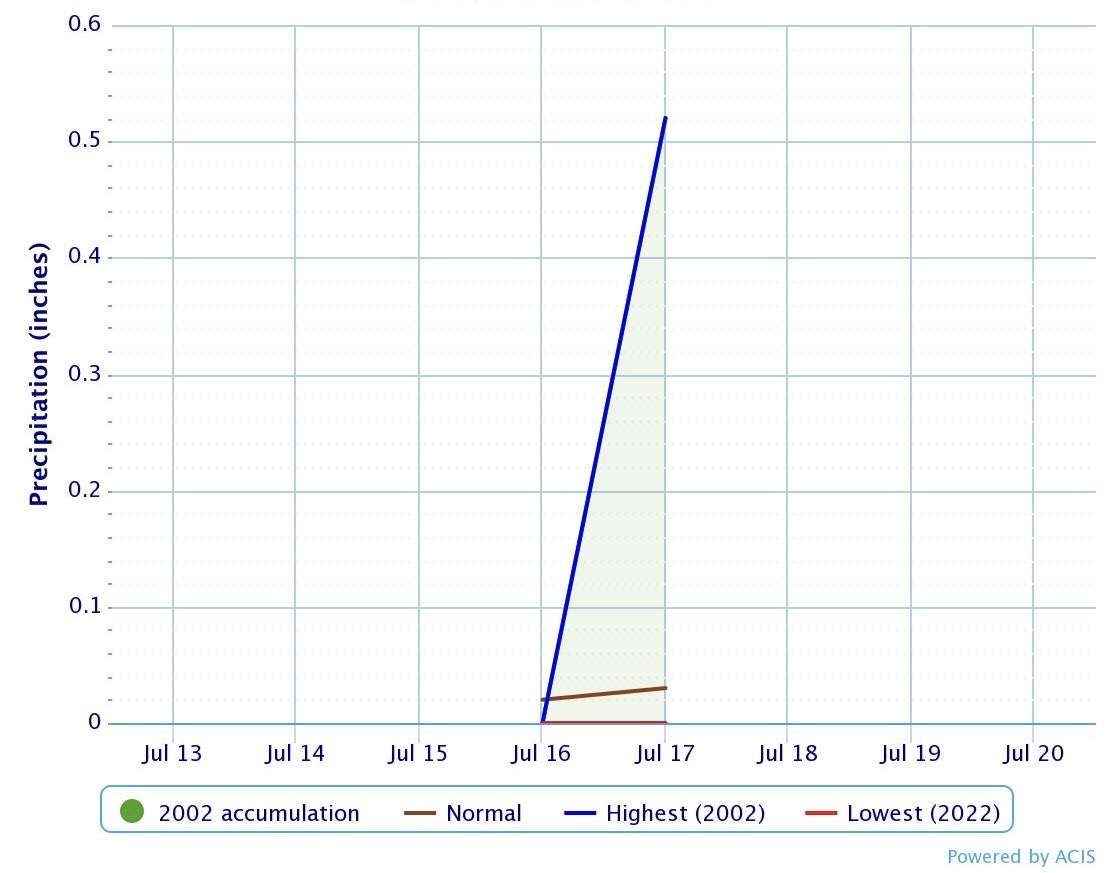 0.6
0.5
0.4
0.3
0.2
0.1
0
Precipitation (inches)
Jul 13 Jul 14 Jul 15 Jul 16 Jul 17 Jul 18 Jul 19 Jul 20
2002 accumulation Normal Highest (2002) Lowest (2022)
Powered by ACIS